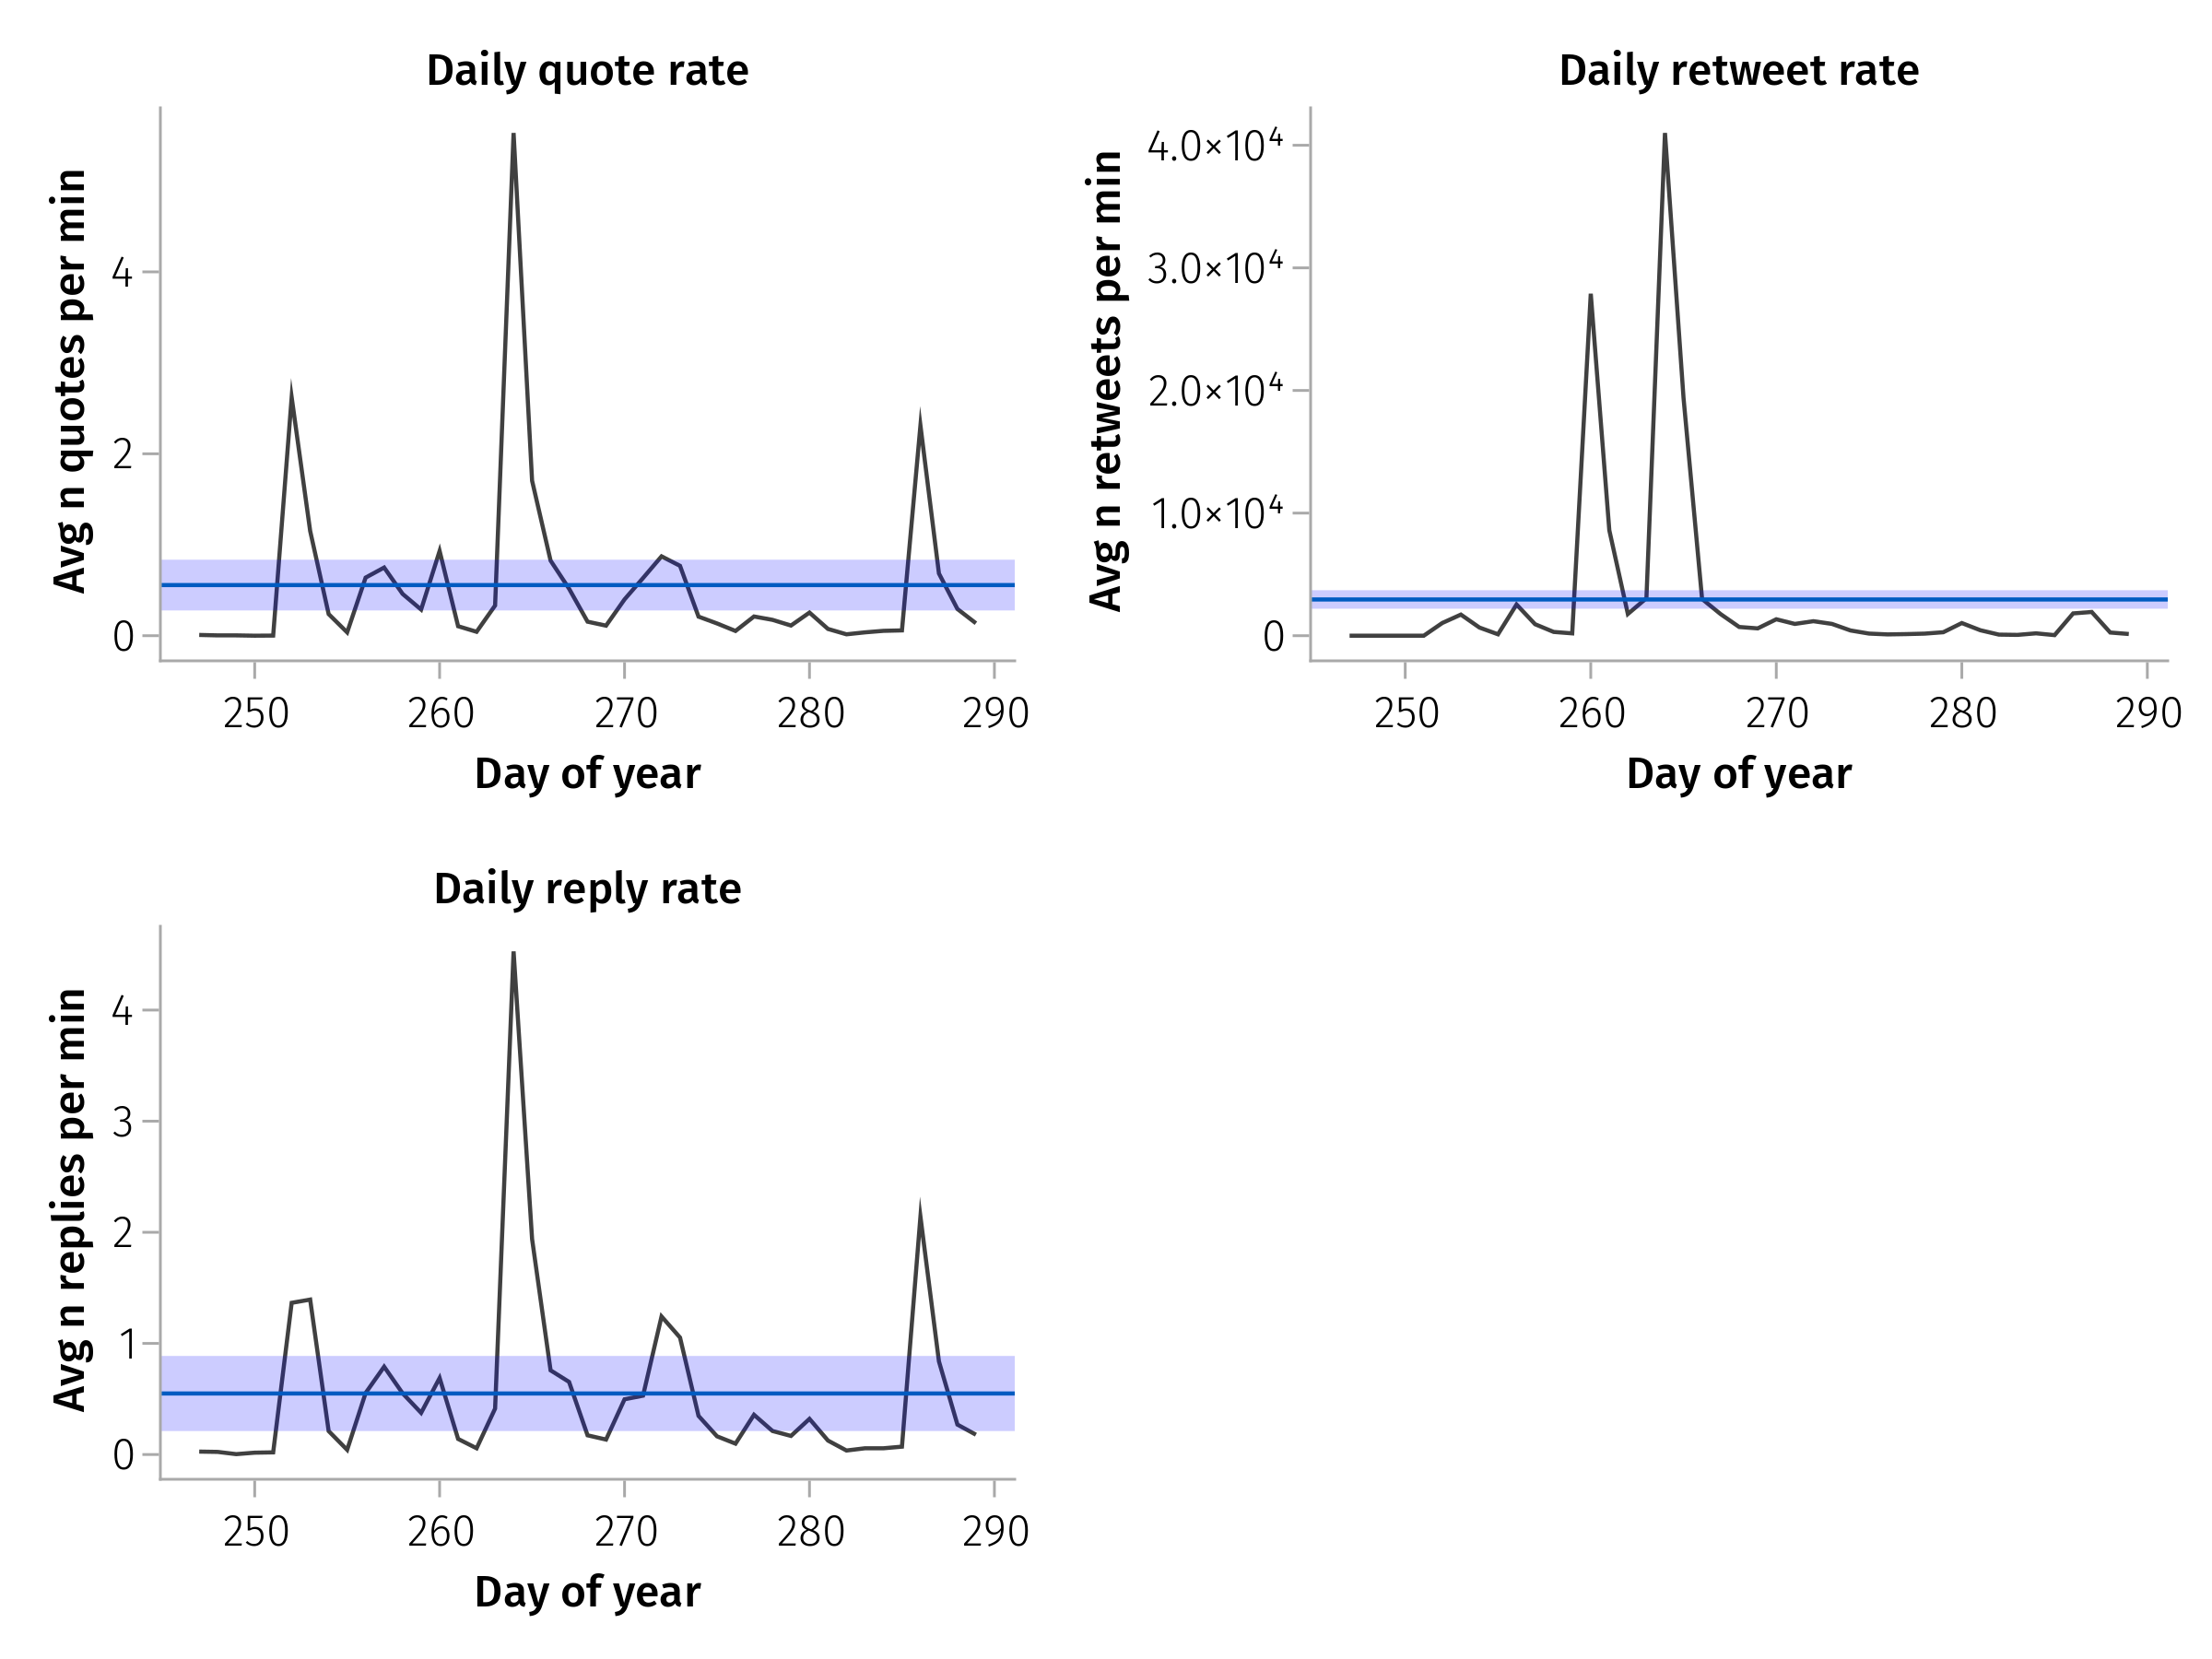 Daily quote rate
Avg n quotes per min
4
2
0
250 260 270 280 290
Day of year
Daily retweet rate
Avg n retweets per min
4.0×10⁴
3.0×10⁴
2.0×10⁴
1.0×10⁴
0
250 260 270 280 290
Day of year
Daily reply rate
Avg n replies per min
4
3
2
1
0
250 260 270 280 290
Day of year